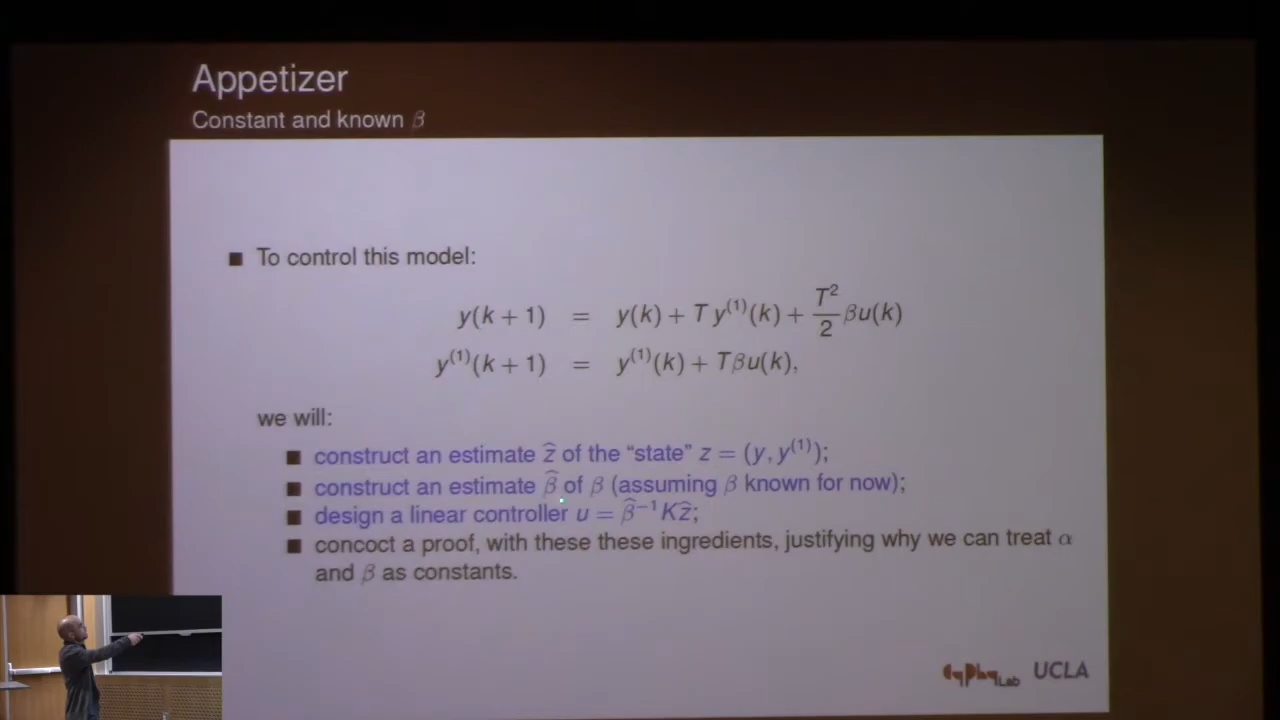 Appetizer
Constant and known β
■ To control this model:
y(k + 1) = y(k) + T y⁽¹⁾(k) + T²/2 βu(k)
y⁽¹⁾(k + 1) = y⁽¹⁾(k) + Tβu(k),
we will:
■ construct an estimate ẑ of the “state” z = (y, y⁽¹⁾);
■ construct an estimate β̂ of β (assuming β known for now);
■ design a linear controller u = β̂⁻¹Kẑ;
■ concoct a proof, with these these ingredients, justifying why we can treat α
and β as constants.
CyPhyLab UCLA